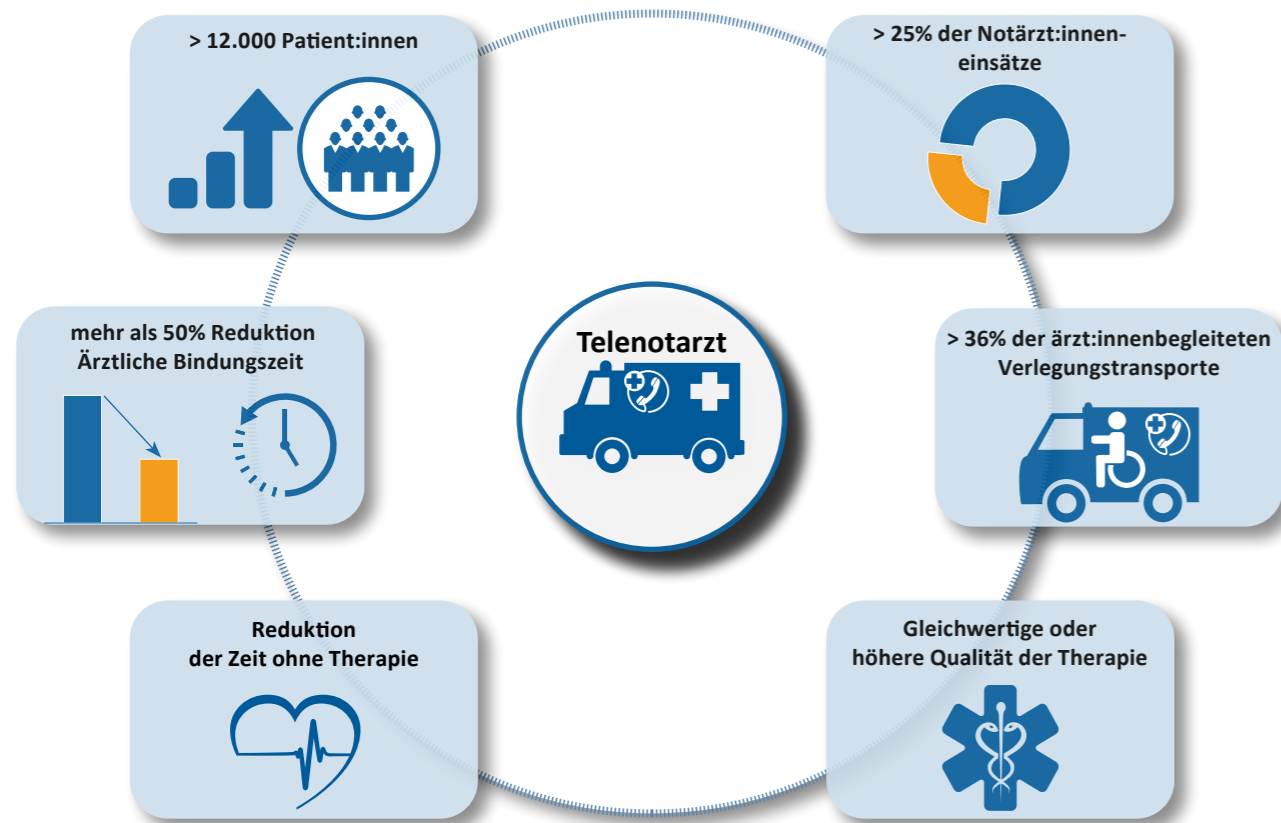 > 12.000 Patient:innen
> 25% der Notärzt:innen-
einsätze
mehr als 50% Reduktion
Ärztliche Bindungszeit
Telenotarzt
> 36% der ärzt:innenbegleiteten
Verlegungstransporte
Reduktion
der Zeit ohne Therapie
Gleichwertige oder
höhere Qualität der Therapie